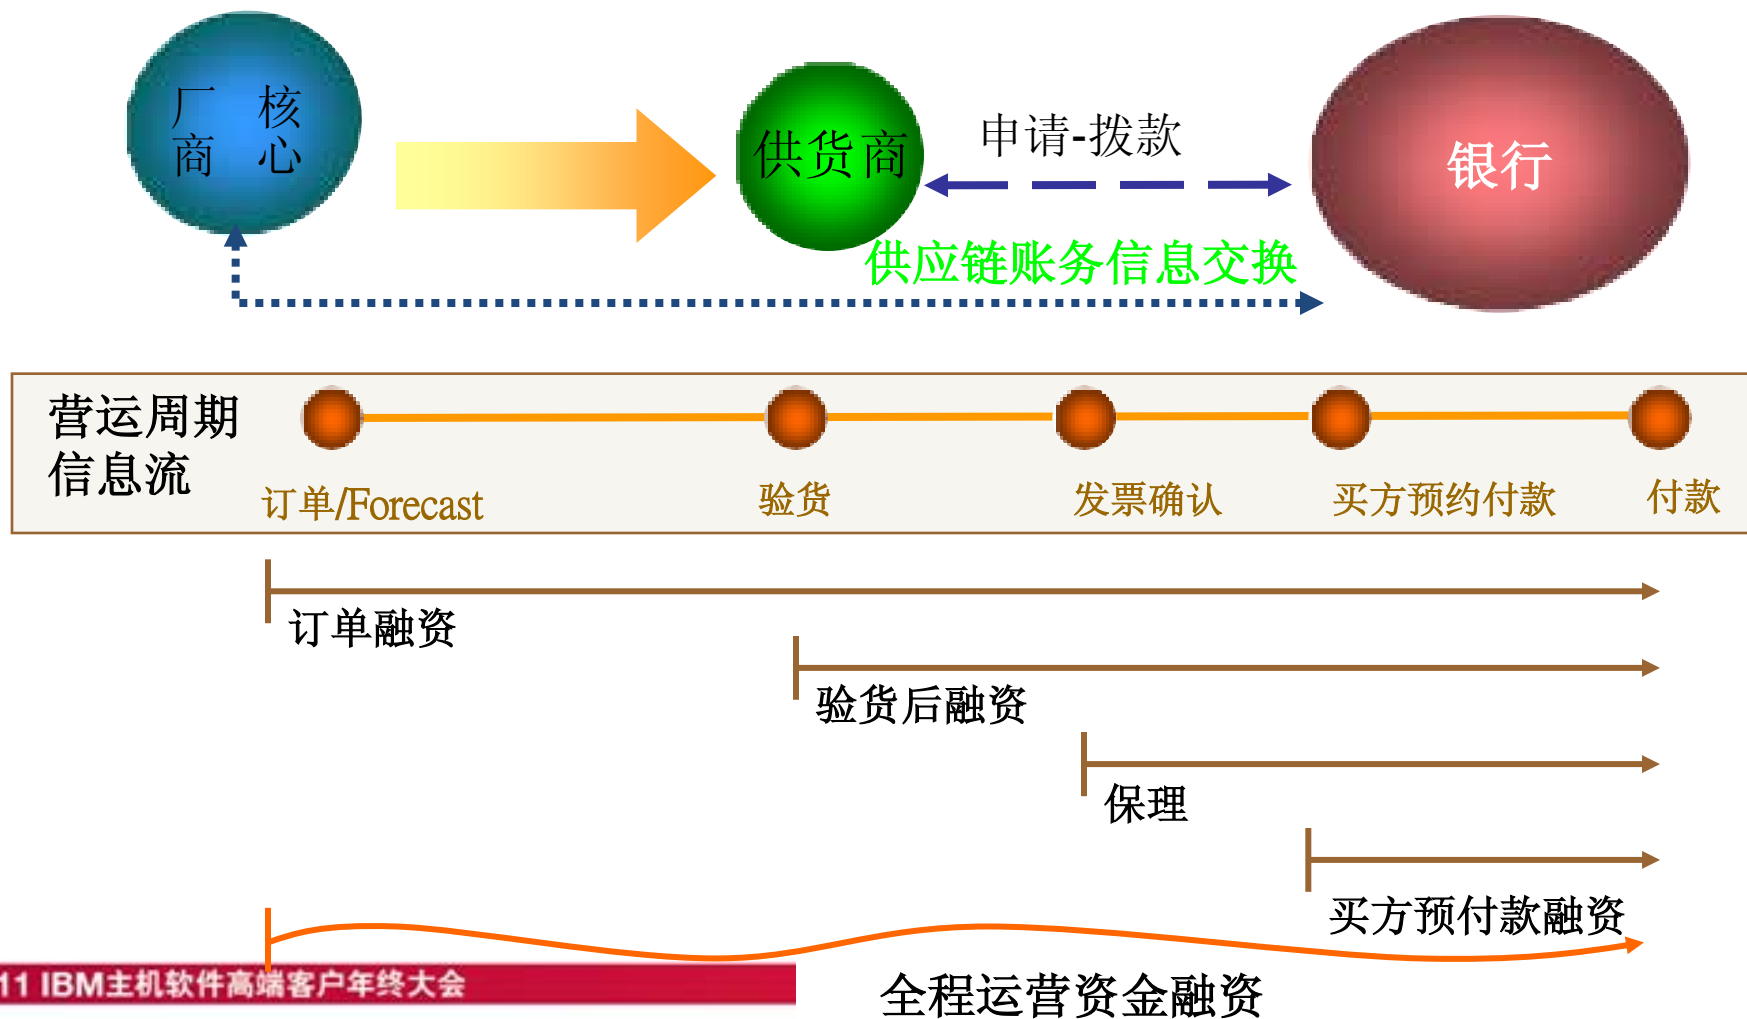 厂 核
商 心
供货商
申请-拨款
银行
供应链账务信息交换
营运周期
信息流
订单/Forecast
验货
发票确认
买方预约付款
付款
订单融资
验货后融资
保理
买方预付款融资
11 IBM主机软件高端客户年终大会
全程运营资金融资